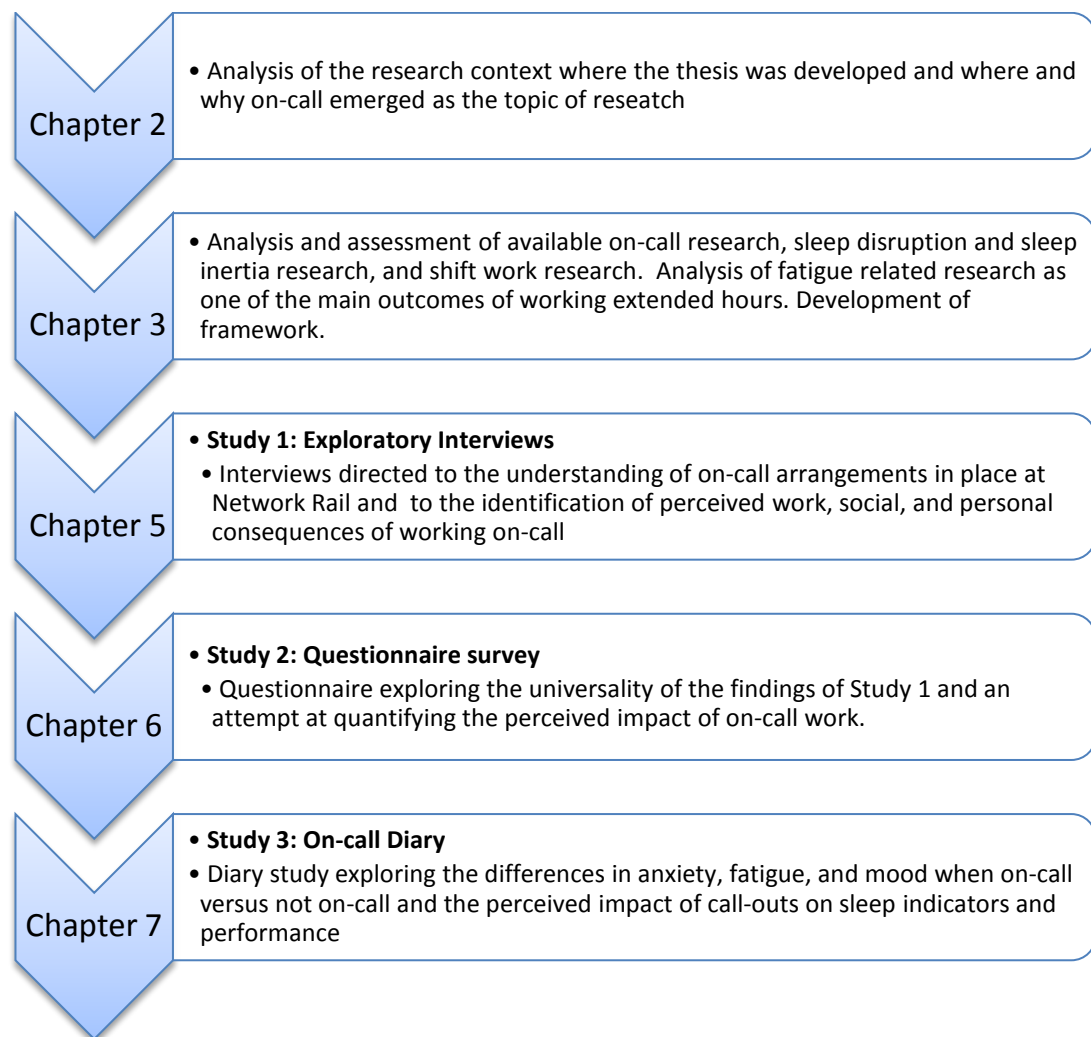 Chapter 2
• Analysis of the research context where the thesis was developed and where and
why on-call emerged as the topic of reseatch
Chapter 3
• Analysis and assessment of available on-call research, sleep disruption and sleep
inertia research, and shift work research. Analysis of fatigue related research as
one of the main outcomes of working extended hours. Development of
framework.
Chapter 5
• Study 1: Exploratory Interviews
• Interviews directed to the understanding of on-call arrangements in place at
Network Rail and to the identification of perceived work, social, and personal
consequences of working on-call
Chapter 6
• Study 2: Questionnaire survey
• Questionnaire exploring the universality of the findings of Study 1 and an
attempt at quantifying the perceived impact of on-call work.
Chapter 7
• Study 3: On-call Diary
• Diary study exploring the differences in anxiety, fatigue, and mood when on-call
versus not on-call and the perceived impact of call-outs on sleep indicators and
performance